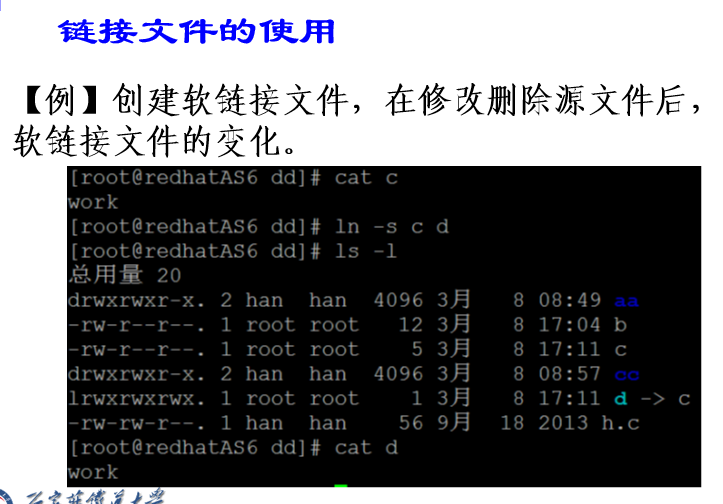 链接文件的使用
【例】创建软链接文件，在修改删除源文件后，
软链接文件的变化。
[root@redhatAS6 dd]# cat c
work
[root@redhatAS6 dd]# ln -s c d
[root@redhatAS6 dd]# ls -l
总用量 20
drwxrwxr-x. 2 han  han  4096 3月   8 08:49 aa
-rw-r--r--. 1 root root   12 3月   8 17:04 b
-rw-r--r--. 1 root root    5 3月   8 17:11 c
drwxrwxr-x. 2 han  han  4096 3月   8 08:57 cc
lrwxrwxrwx. 1 root root    1 3月   8 17:11 d -> c
-rw-rw-r--. 1 han  han    56 9月  18 2013 h.c
[root@redhatAS6 dd]# cat d
work